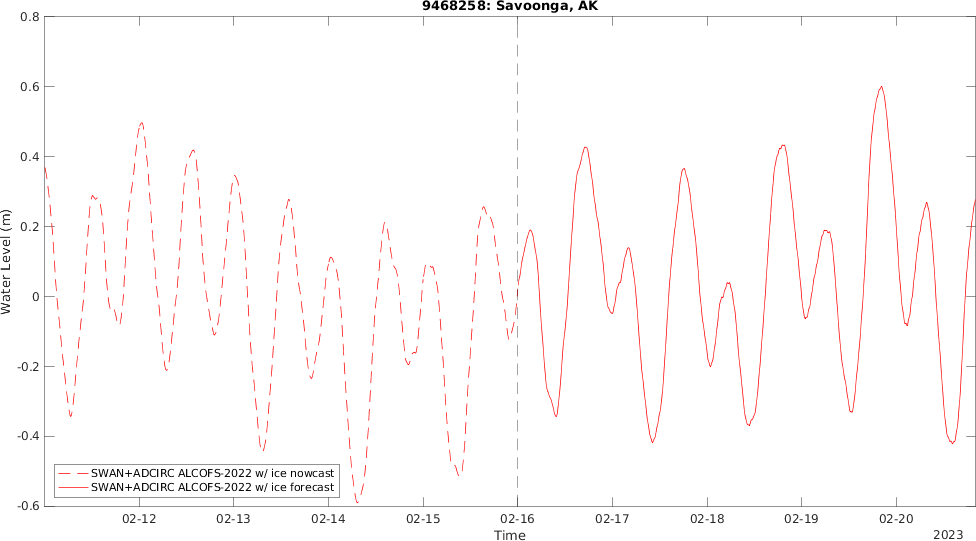 9468258: Savoonga, AK
Water Level (m)
0.8
0.6
0.4
0.2
0
-0.2
-0.4
-0.6
SWAN+ADCIRC ALCOFS-2022 w/ ice nowcast
SWAN+ADCIRC ALCOFS-2022 w/ ice forecast
02-12 02-13 02-14 02-15 02-16 02-17 02-18 02-19 02-20
Time
2023